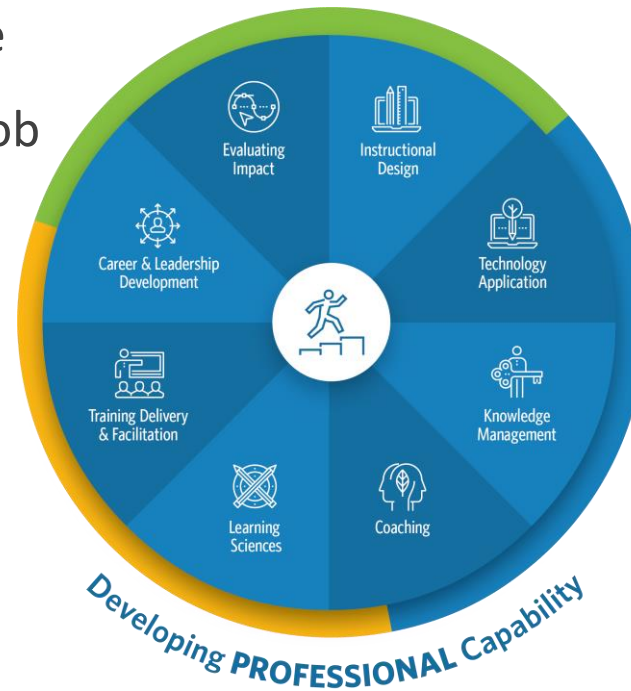 e
ob
Evaluating
Impact
Instructional
Design
Career & Leadership
Development
Technology
Application
Training Delivery
& Facilitation
Knowledge
Management
Learning
Sciences
Coaching
Developing PROFESSIONAL Capability